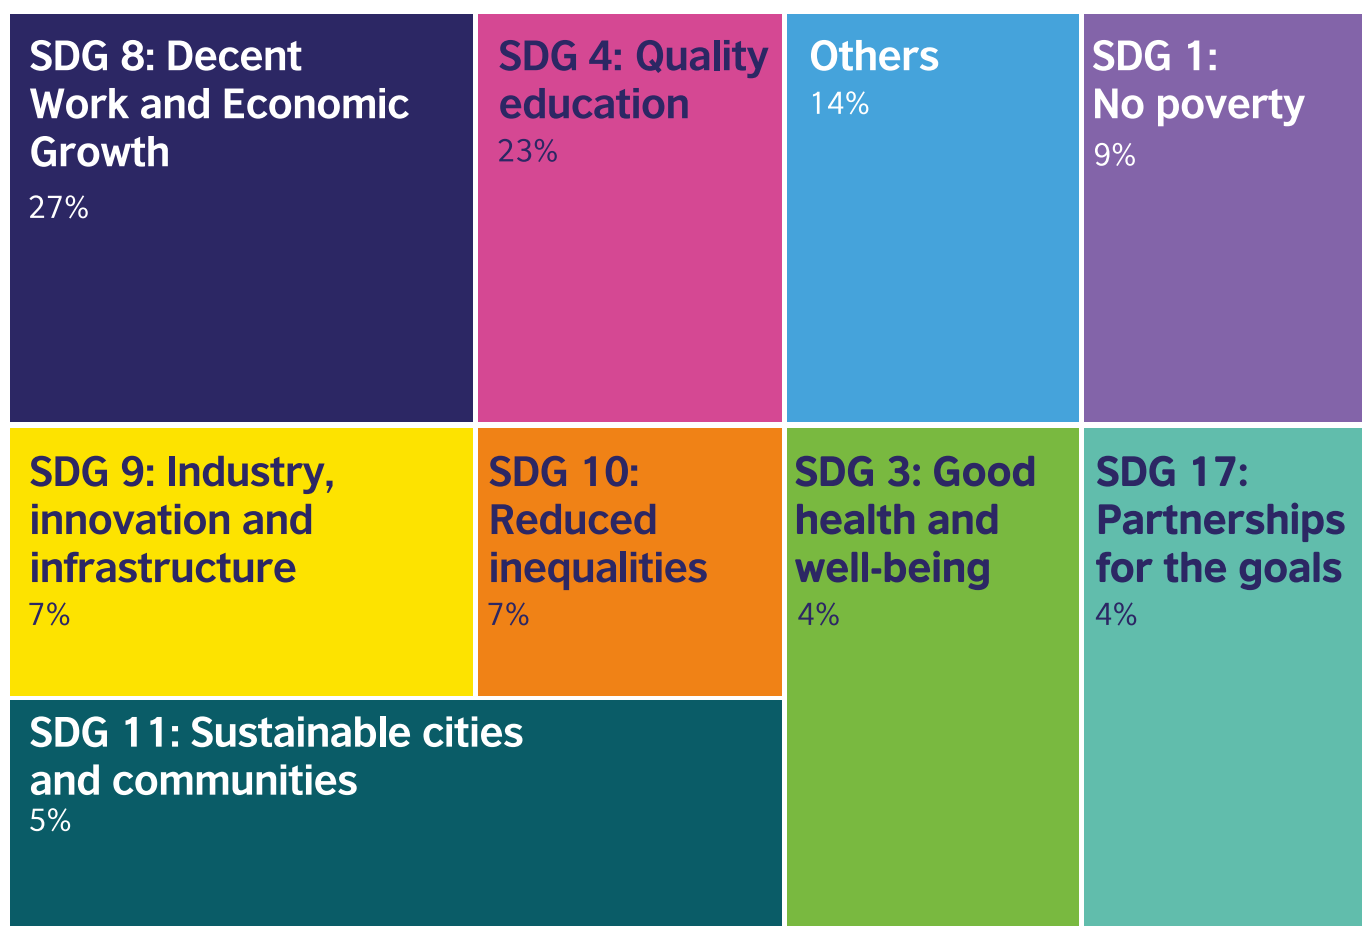 SDG 8: Decent
Work and Economic
Growth
27%
SDG 4: Quality
education
23%
Others
14%
SDG 1:
No poverty
9%
SDG 9: Industry,
innovation and
infrastructure
7%
SDG 10:
Reduced
inequalities
7%
SDG 3: Good
health and
well-being
4%
SDG 17:
Partnerships
for the goals
4%
SDG 11: Sustainable cities
and communities
5%